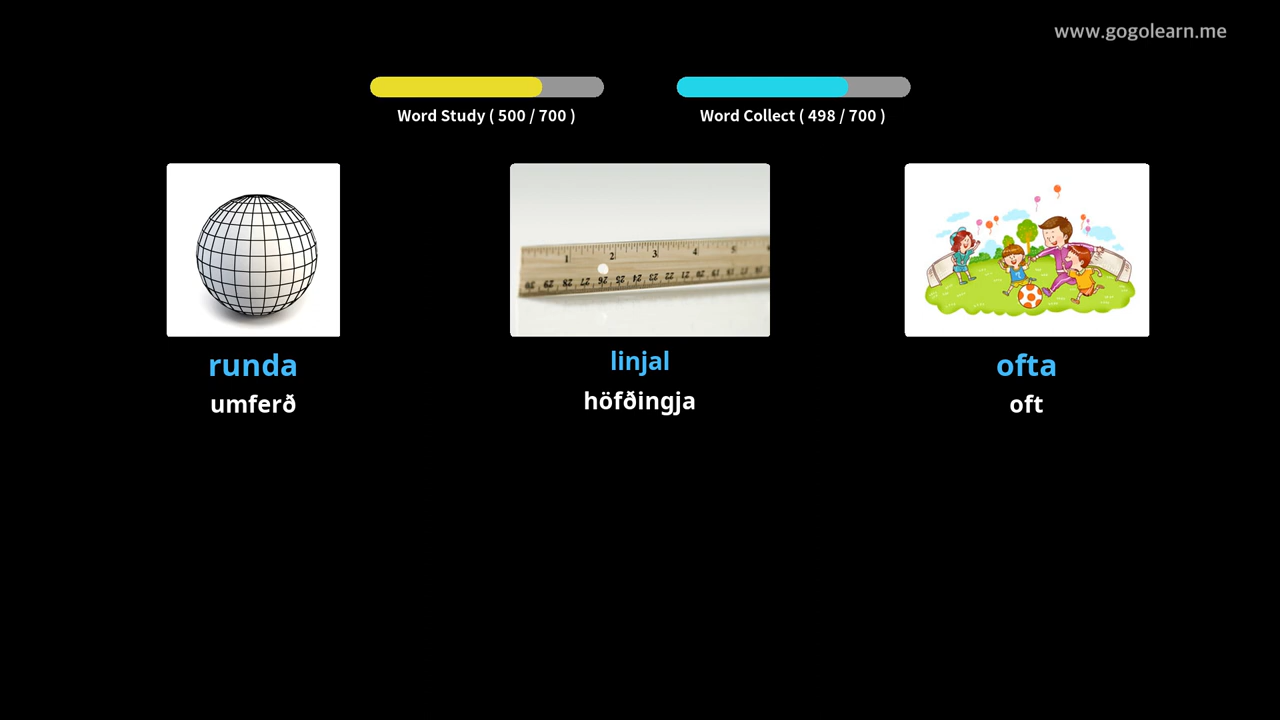 www.gogolearn.me
Word Study ( 500 / 700 )
Word Collect ( 498 / 700 )
runda
linjal
ofta
umferð
höfðingja
oft